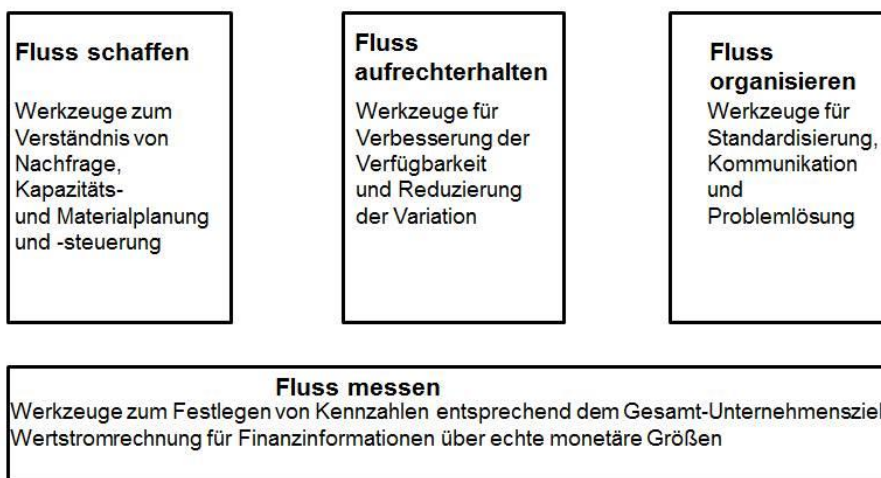 Fluss schaffen
Werkzeuge zum
Verständnis von
Nachfrage,
Kapazitäts-
und Materialplanung
und -steuerung
Fluss
aufrechterhalten
Werkzeuge für
Verbesserung der
Verfügbarkeit
und Reduzierung
der Variation
Fluss
organisieren
Werkzeuge für
Standardisierung,
Kommunikation
und
Problemlösung
Fluss messen
Werkzeuge zum Festlegen von Kennzahlen entsprechend dem Gesamt-Unternehmensziel
Wertstromrechnung für Finanzinformationen über echte monetäre Größen